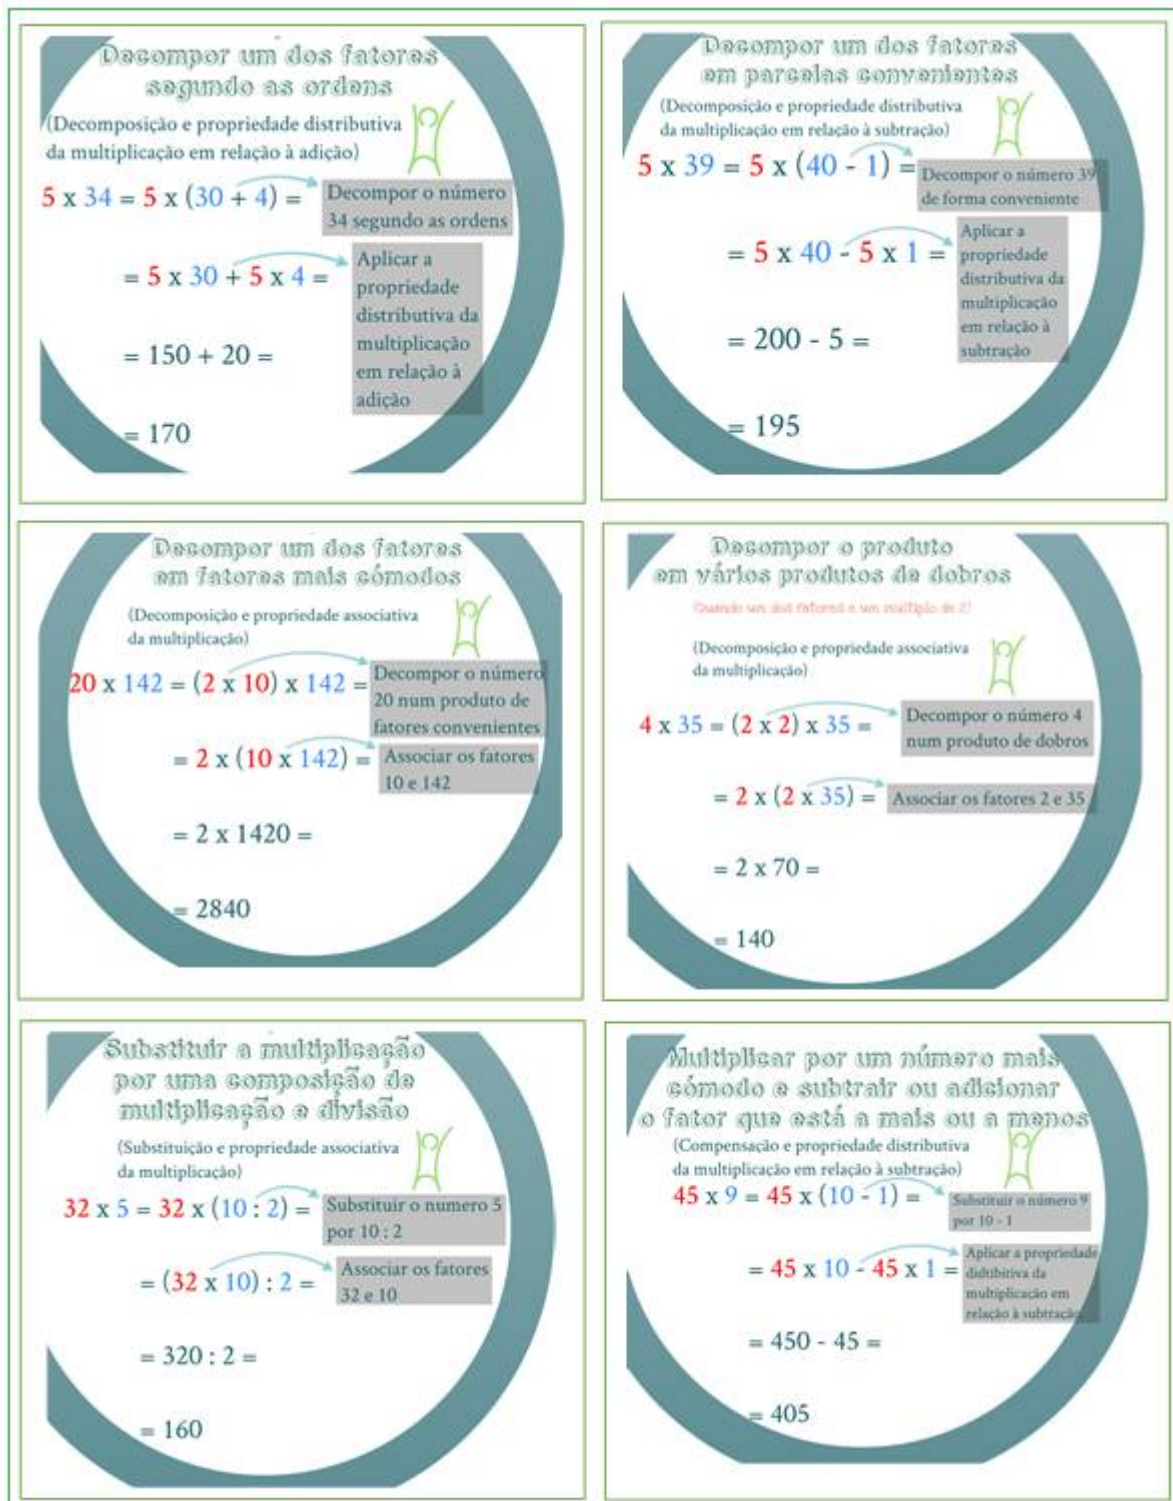 Decompor um dos fatores
segundo as ordens
(Decomposição e propriedade distributiva
da multiplicação em relação à adição)
5 x 34 = 5 x (30 + 4) =
Decompor o número
34 segundo as ordens
= 5 x 30 + 5 x 4 =
Aplicar a
propriedade
distributiva da
multiplicação
em relação à
adição
= 150 + 20 =
= 170
Decompor um dos fatores
em parcelas convenientes
(Decomposição e propriedade distributiva
da multiplicação em relação à subtração)
5 x 39 = 5 x (40 - 1) =
Decompor o número 39
de forma conveniente
= 5 x 40 - 5 x 1 =
Aplicar a
propriedade
distributiva da
multiplicação
em relação à
subtração
= 200 - 5 =
= 195
Decompor um dos fatores
em fatores mais cómodos
(Decomposição e propriedade associativa
da multiplicação)
20 x 142 = (2 x 10) x 142 =
Decompor o número
20 num produto de
fatores convenientes
= 2 x (10 x 142) =
Associar os fatores
10 e 142
= 2 x 1420 =
= 2840
Decompor o produto
em vários produtos de dobros
(Quando um dos fatores é um múltiplo de 2)
(Decomposição e propriedade associativa
da multiplicação)
4 x 35 = (2 x 2) x 35 =
Decompor o número 4
num produto de dobros
= 2 x (2 x 35) =
Associar os fatores 2 e 35
= 2 x 70 =
= 140
Substituir a multiplicação
por uma composição de
multiplicação e divisão
(Substituição e propriedade associativa
da multiplicação)
32 x 5 = 32 x (10 : 2) =
Substituir o numero 5
por 10 : 2
= (32 x 10) : 2 =
Associar os fatores
32 e 10
= 320 : 2 =
= 160
Multiplicar por um número mais
cómodo e subtrair ou adicionar
o fator que está a mais ou a menos
(Compensação e propriedade distributiva
da multiplicação em relação à subtração)
45 x 9 = 45 x (10 - 1) =
Substituir o número 9
por 10 - 1
= 45 x 10 - 45 x 1 =
Aplicar a propriedade
didtibitiva da
multiplicação em
relação à subtração
= 450 - 45 =
= 405